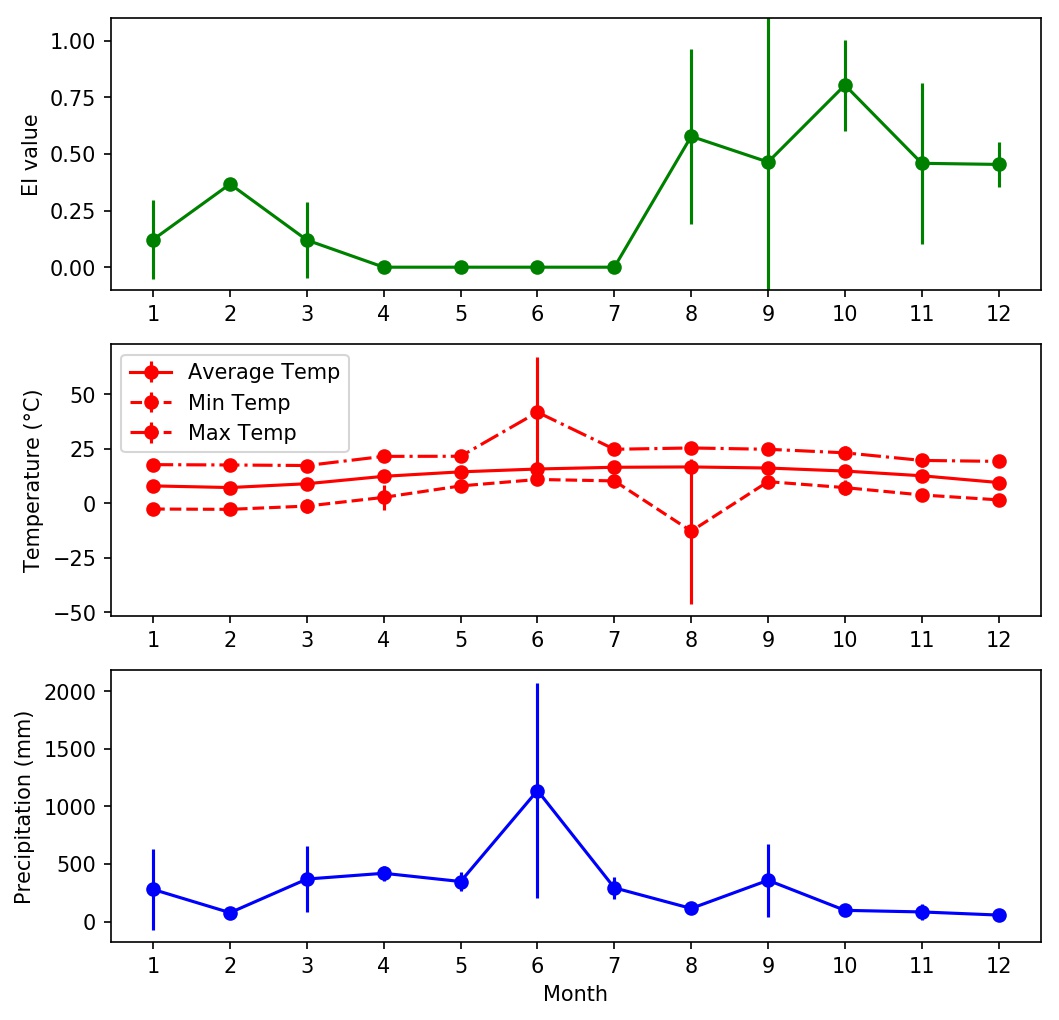 EI value
1.00
0.75
0.50
0.25
0.00
1 2 3 4 5 6 7 8 9 10 11 12
Temperature (°C)
Average Temp
Min Temp
Max Temp
50
25
0
−25
−50
1 2 3 4 5 6 7 8 9 10 11 12
Precipitation (mm)
2000
1500
1000
500
0
1 2 3 4 5 6 7 8 9 10 11 12
Month